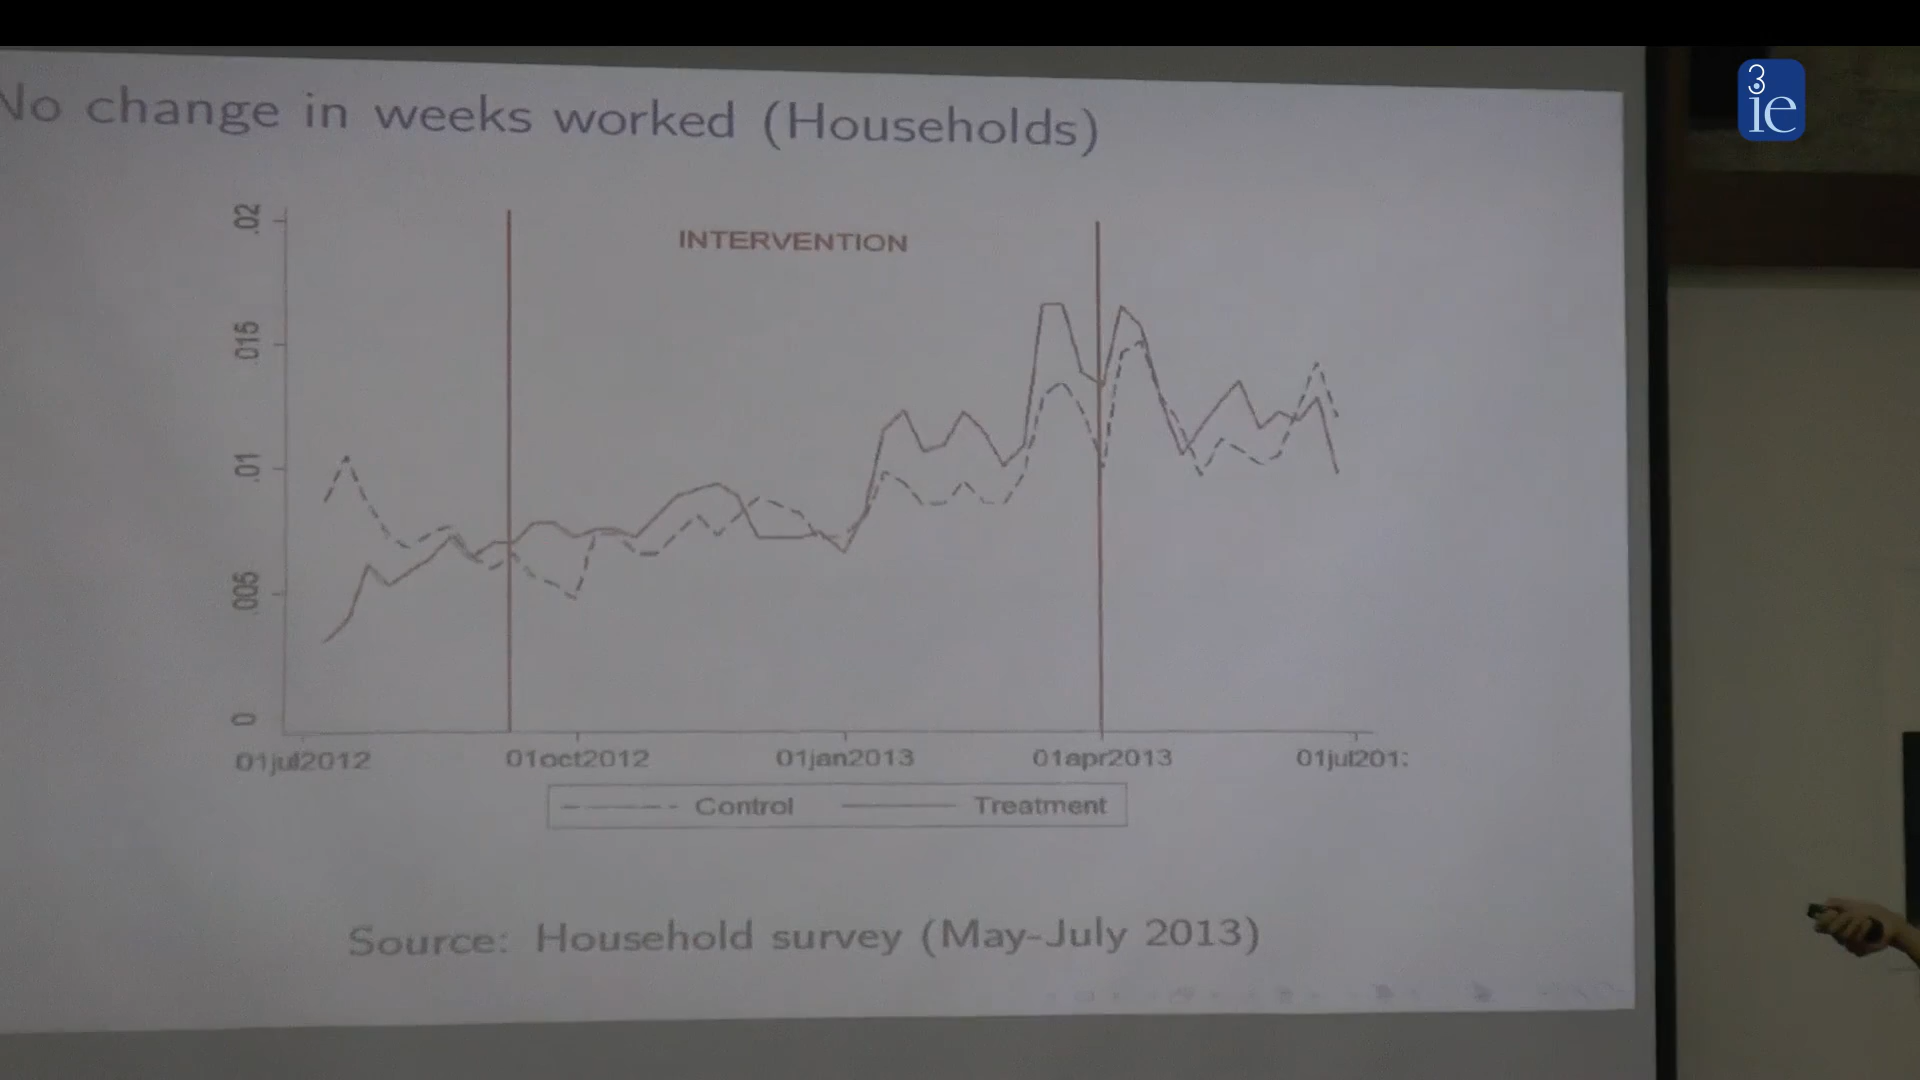 No change in weeks worked (Households)
3ie
INTERVENTION
.02
.015
.01
.005
0
01jul2012 01oct2012 01jan2013 01apr2013 01jul201
Control Treatment
Source: Household survey (May-July 2013)